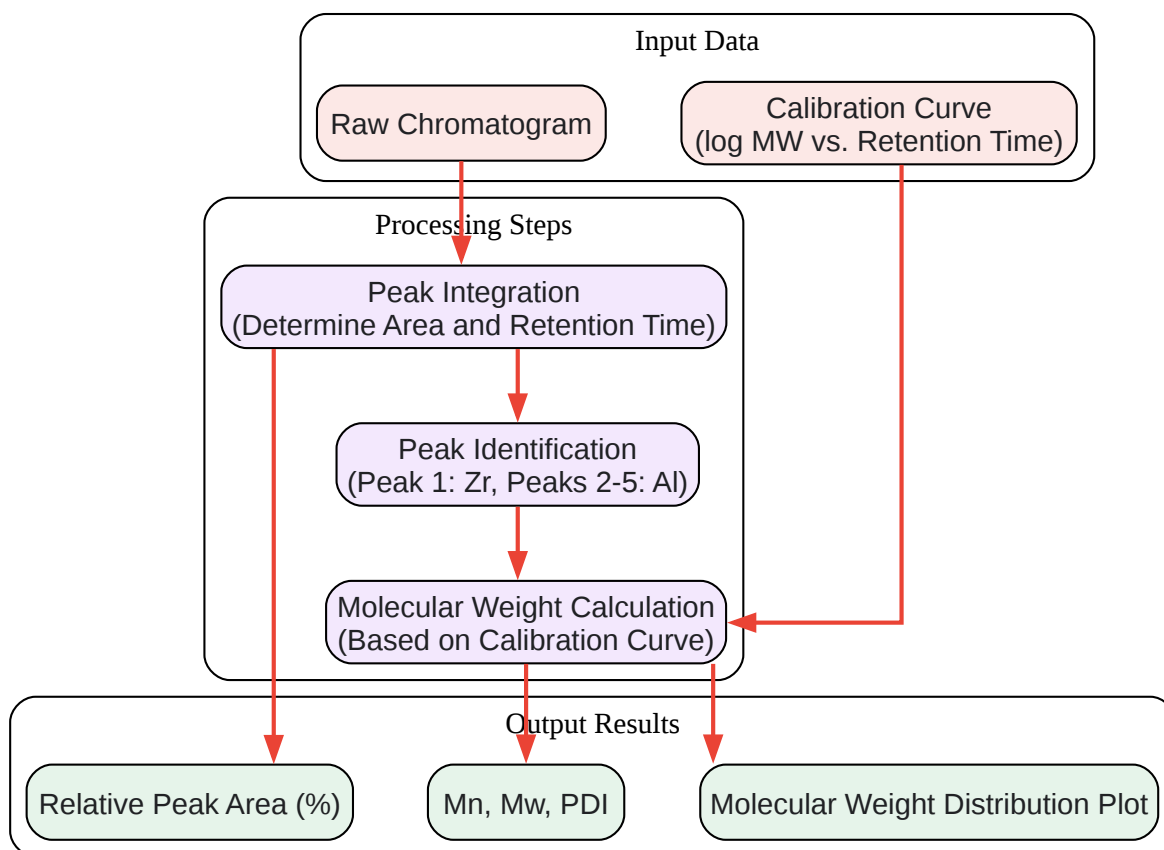 Input Data
Raw Chromatogram
Calibration Curve
(log MW vs. Retention Time)
Processing Steps
Peak Integration
(Determine Area and Retention Time)
Peak Identification
(Peak 1: Zr, Peaks 2-5: Al)
Molecular Weight Calculation
(Based on Calibration Curve)
Output Results
Relative Peak Area (%)
Mn, Mw, PDI
Molecular Weight Distribution Plot